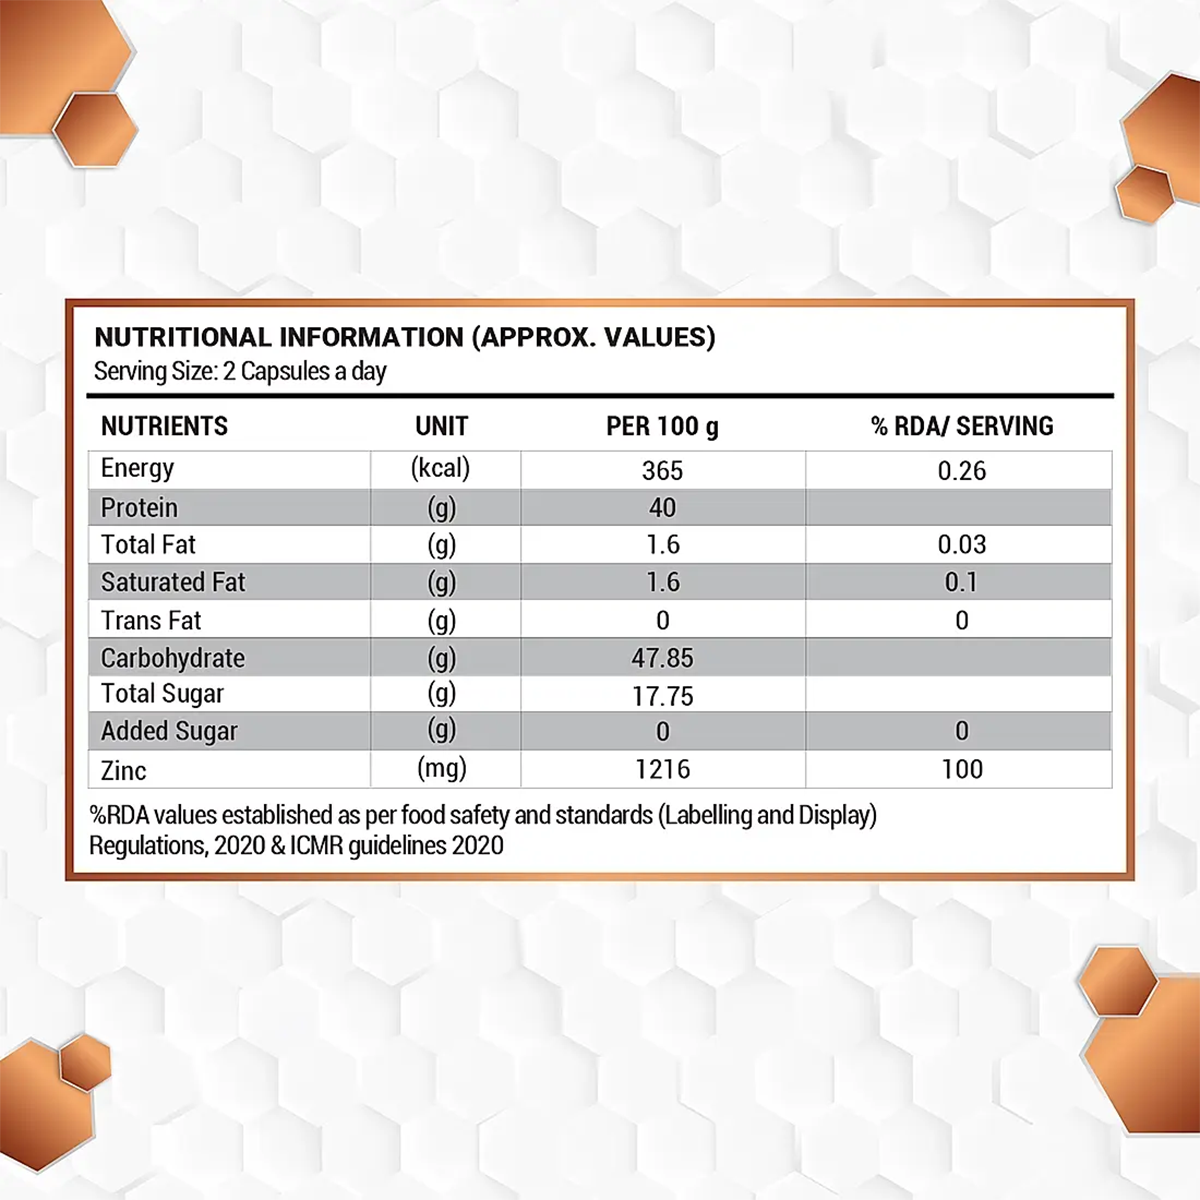 NUTRITIONAL INFORMATION (APPROX. VALUES)
Serving Size: 2 Capsules a day
NUTRIENTS UNIT PER 100 g % RDA/ SERVING
Energy (kcal) 365 0.26
Protein (g) 40
Total Fat (g) 1.6 0.03
Saturated Fat (g) 1.6 0.1
Trans Fat (g) 0 0
Carbohydrate (g) 47.85
Total Sugar (g) 17.75
Added Sugar (g) 0 0
Zinc (mg) 1216 100
%RDA values established as per food safety and standards (Labelling and Display)
Regulations, 2020 & ICMR guidelines 2020